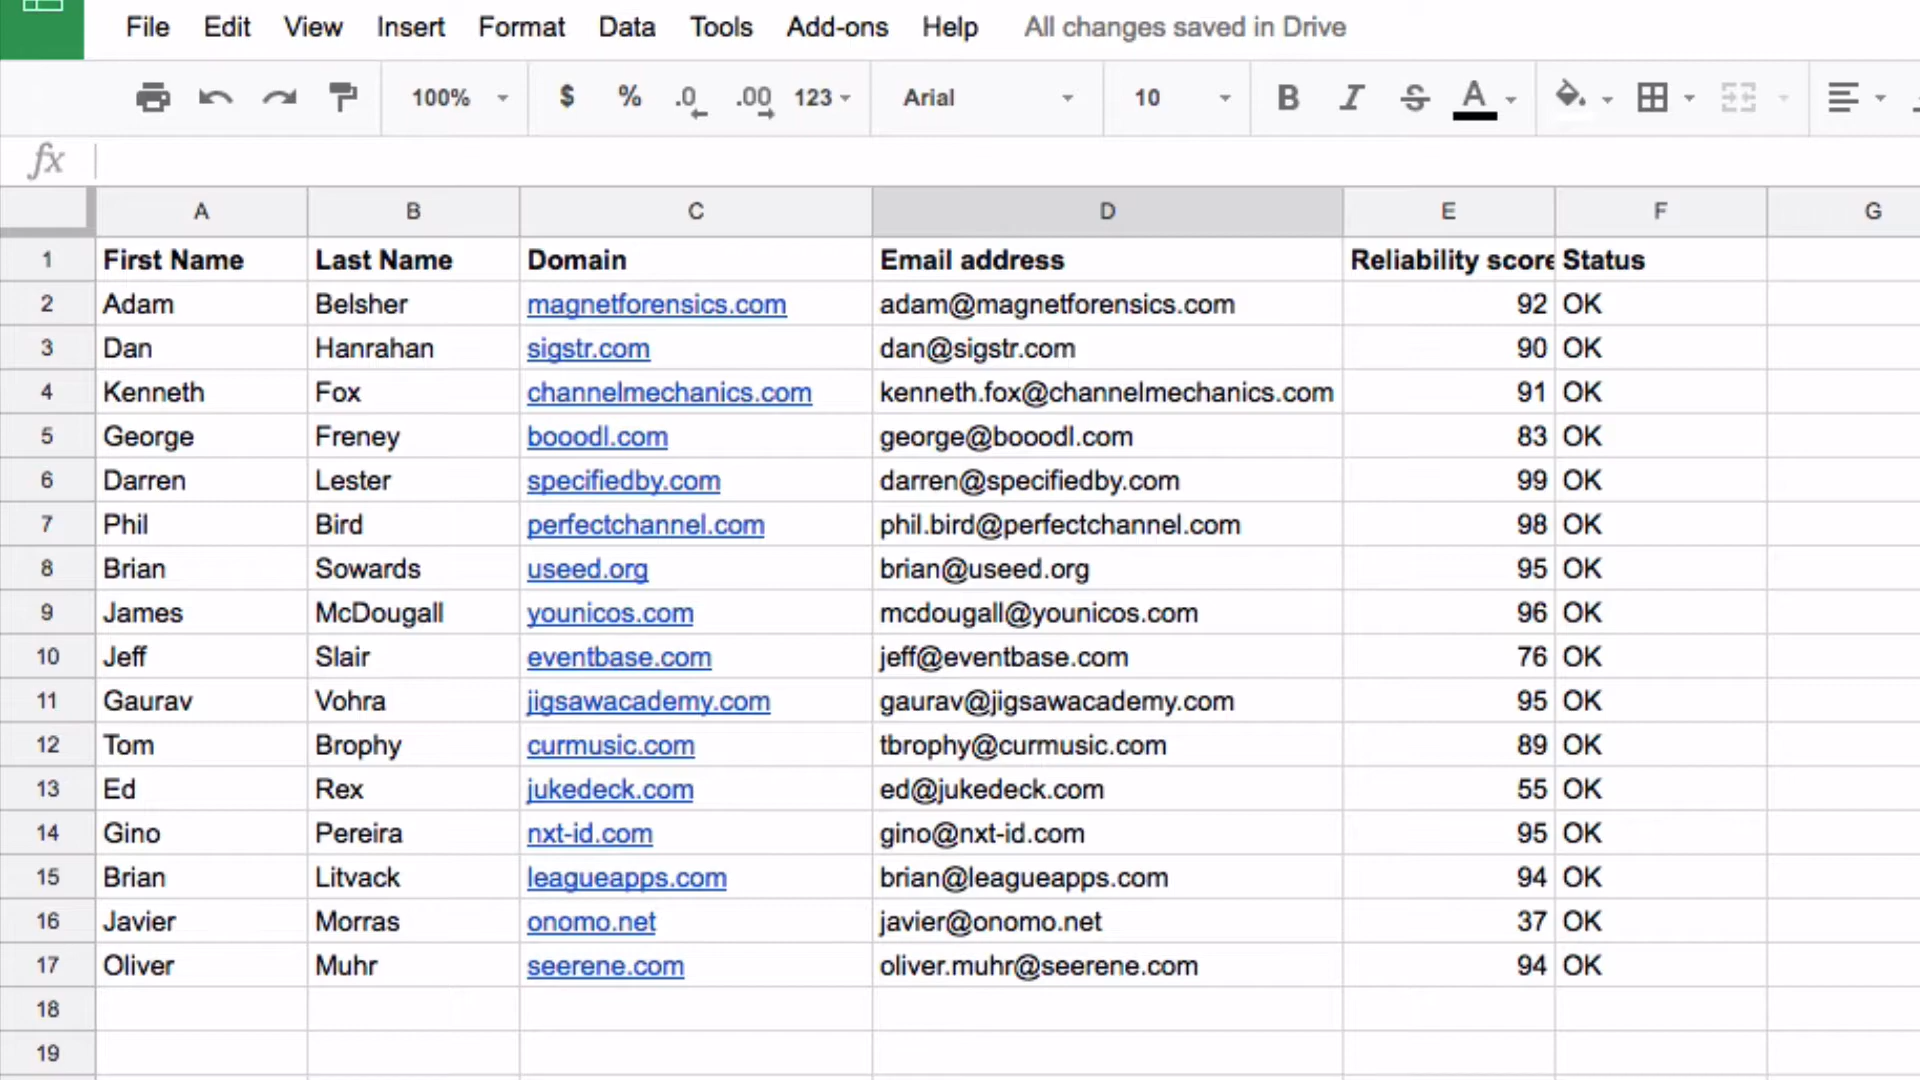 File Edit View Insert Format Data Tools Add-ons Help All changes saved in Drive
100% $ % .0 .00 123 Arial 10 B I S A
fx
A B C D E F G
1 First Name Last Name Domain Email address Reliability score Status
2 Adam Belsher magnetforensics.com adam@magnetforensics.com 92 OK
3 Dan Hanrahan sigstr.com dan@sigstr.com 90 OK
4 Kenneth Fox channelmechanics.com kenneth.fox@channelmechanics.com 91 OK
5 George Freney booodl.com george@booodl.com 83 OK
6 Darren Lester specifiedby.com darren@specifiedby.com 99 OK
7 Phil Bird perfectchannel.com phil.bird@perfectchannel.com 98 OK
8 Brian Sowards useed.org brian@useed.org 95 OK
9 James McDougall younicos.com mcdougall@younicos.com 96 OK
10 Jeff Slair eventbase.com jeff@eventbase.com 76 OK
11 Gaurav Vohra jigsawacademy.com gaurav@jigsawacademy.com 95 OK
12 Tom Brophy curmusic.com tbrophy@curmusic.com 89 OK
13 Ed Rex jukedeck.com ed@jukedeck.com 55 OK
14 Gino Pereira nxt-id.com gino@nxt-id.com 95 OK
15 Brian Litvack leagueapps.com brian@leagueapps.com 94 OK
16 Javier Morras onomo.net javier@onomo.net 37 OK
17 Oliver Muhr seerene.com oliver.muhr@seerene.com 94 OK
18
19